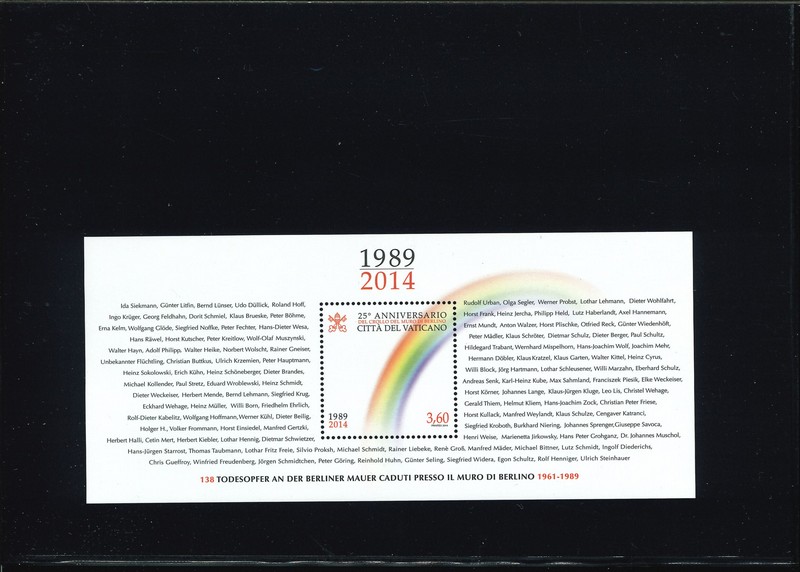 1989
2014
Ida Siekmann, Günter Litfin, Bernd Lünser, Udo Düllick, Roland Hoff,
Ingo Krüger, Georg Feldhahn, Dorit Schmiel, Klaus Brueske, Peter Böhme,
Erna Kelm, Wolfgang Glöde, Siegfried Noffke, Peter Fechter, Hans-Dieter Wesa,
Hans Räwel, Horst Kutscher, Peter Kreitlow, Wolf-Olaf Muszynski,
Walter Hayn, Adolf Philipp, Walter Heike, Norbert Wolscht, Rainer Gneiser,
Unbekannter Flüchtling, Christian Buttkus, Ulrich Krzemien, Peter Hauptmann,
Heinz Sokolowski, Erich Kühn, Heinz Schöneberger, Dieter Brandes,
Michael Kollender, Paul Stretz, Eduard Wroblewski, Heinz Schmidt,
Dieter Weckeiser, Herbert Mende, Bernd Lehmann, Siegfried Krug,
Eckhard Wehage, Heinz Müller, Willi Born, Friedhelm Ehrlich,
Rolf-Dieter Kabelitz, Wolfgang Hoffmann, Werner Kühl, Dieter Beilig,
Holger H., Volker Frommann, Horst Einsiedel, Manfred Gertzki,
Herbert Halli, Cetin Mert, Herbert Kiebler, Lothar Hennig, Dietmar Schwietzer,
25° ANNIVERSARIO
DEL CROLLO DEL MURO DI BERLINO
CITTÀ DEL VATICANO
1989
2014
3,60
Rudolf Urban, Olga Segler, Werner Probst, Lothar Lehmann, Dieter Wohlfahrt,
Horst Frank, Heinz Jercha, Philipp Held, Lutz Haberlandt, Axel Hannemann,
Ernst Mundt, Anton Walzer, Horst Plischke, Otfried Reck, Günter Wiedenhöft,
Peter Mädler, Klaus Schröter, Dietmar Schulz, Dieter Berger, Paul Schultz,
Hildegard Trabant, Wernhard Mispelhorn, Hans-Joachim Wolf, Joachim Mehr,
Hermann Döbler, Klaus Kratzel, Klaus Garten, Walter Kittel, Heinz Cyrus,
Willi Block, Jörg Hartmann, Lothar Schleusener, Willi Marzahn, Eberhard Schulz,
Andreas Senk, Karl-Heinz Kube, Max Sahmland, Franciszek Piesik, Elke Weckeiser,
Horst Körner, Johannes Lange, Klaus-Jürgen Kluge, Leo Lis, Christel Wehage,
Gerald Thiem, Helmut Kliem, Hans-Joachim Zock, Christian Peter Friese,
Horst Kullack, Manfred Weylandt, Klaus Schulze, Cengaver Katranci,
Siegfried Kroboth, Burkhard Niering, Johannes Sprenger, Giuseppe Savoca,
Henri Weise, Marienetta Jirkowsky, Hans Peter Grohganz, Dr. Johannes Muschol,
Hans-Jürgen Starrost, Thomas Taubmann, Lothar Fritz Freie, Silvio Proksch, Michael Schmidt, Rainer Liebeke, René Groß, Manfred Mäder, Michael Bittner, Lutz Schmidt, Ingolf Diederichs,
Chris Gueffroy, Winfried Freudenberg, Jörgen Schmidtchen, Peter Göring, Reinhold Huhn, Günter Seling, Siegfried Widera, Egon Schultz, Rolf Henniger, Ulrich Steinhauer
138 TODESOPFER AN DER BERLINER MAUER CADUTI PRESSO IL MURO DI BERLINO 1961-1989